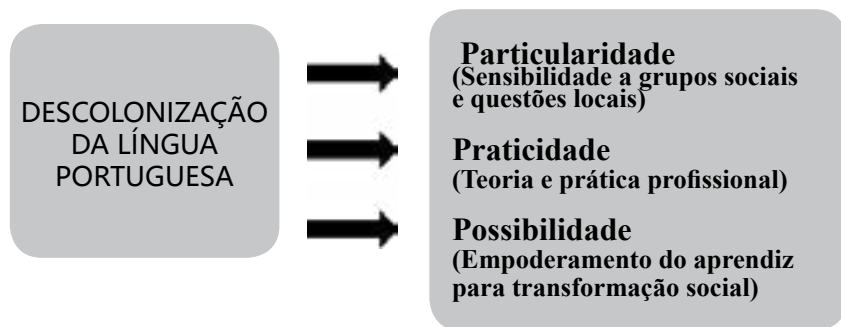 DESCOLONIZAÇÃO
DA LÍNGUA
PORTUGUESA
Particularidade
(Sensibilidade a grupos sociais
e questões locais)
Praticidade
(Teoria e prática profissional)
Possibilidade
(Empoderamento do aprendiz
para transformação social)